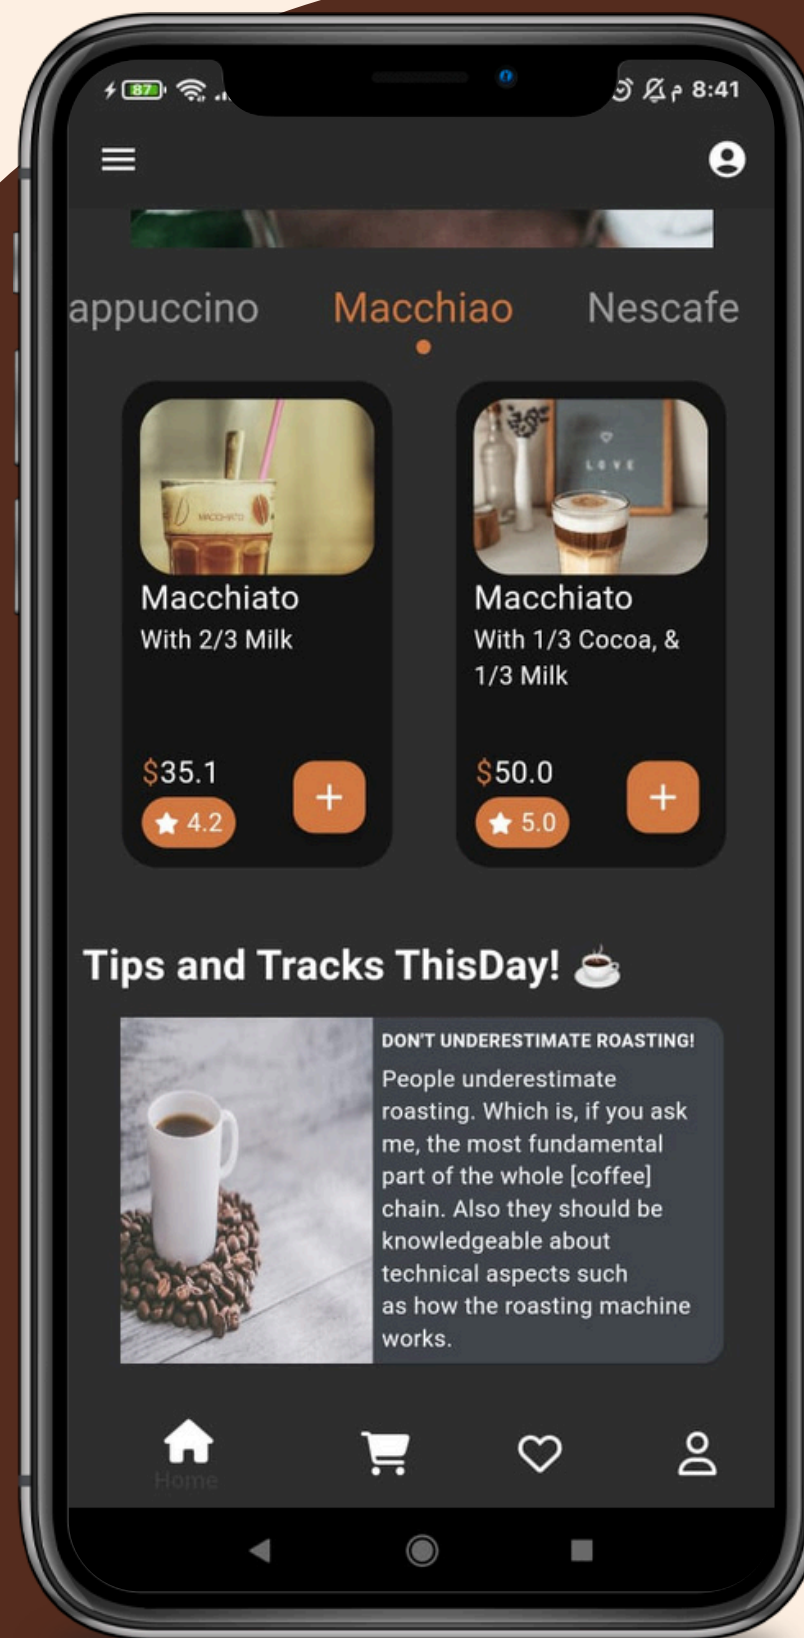 87
م 8:41
appuccino Macchiao Nescafe
MACCHIATO
LOVE
Macchiato
With 2/3 Milk
$35.1
4.2
Macchiato
With 1/3 Cocoa, &
1/3 Milk
$50.0
5.0
Tips and Tracks ThisDay!
DON'T UNDERESTIMATE ROASTING!
People underestimate
roasting. Which is, if you ask
me, the most fundamental
part of the whole [coffee]
chain. Also they should be
knowledgeable about
technical aspects such
as how the roasting machine
works.
Home